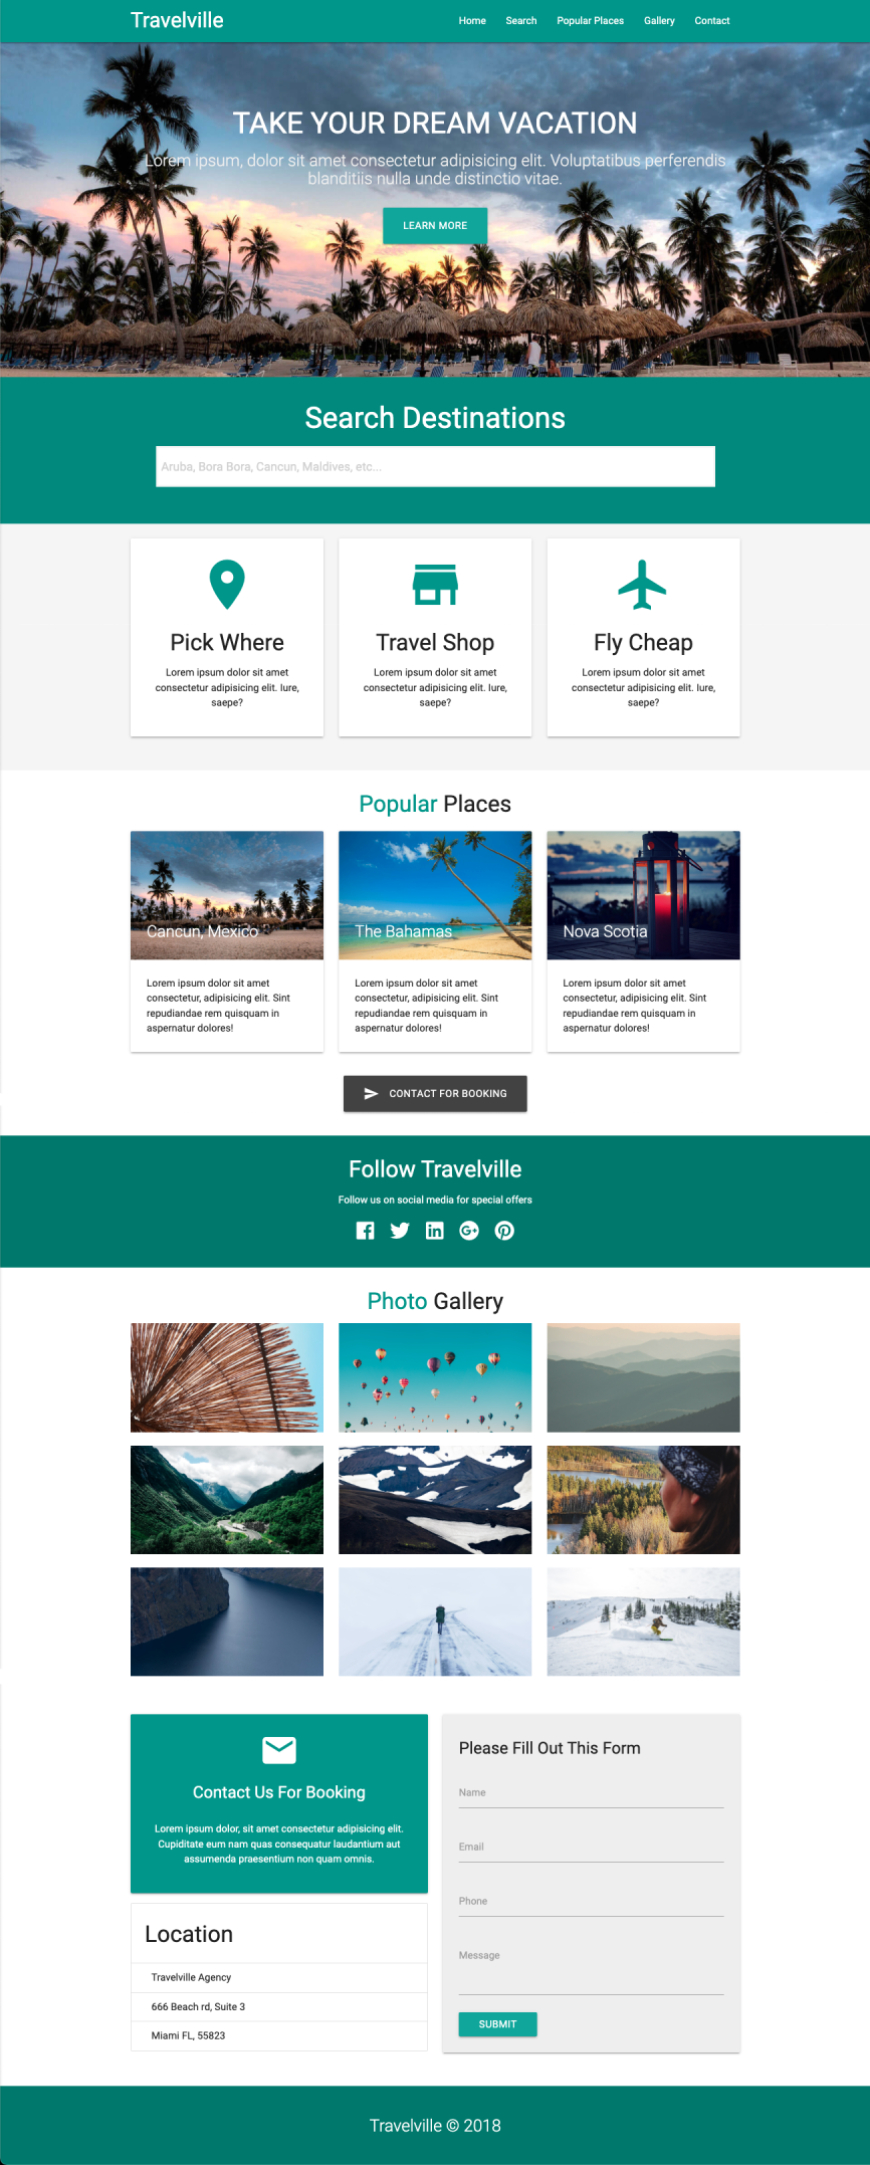 Travelville
Home Search Popular Places Gallery Contact
TAKE YOUR DREAM VACATION
Lorem ipsum, dolor sit amet consectetur adipisicing elit. Voluptatibus perferendis
blanditiis nulla unde distinctio vitae.
LEARN MORE
Search Destinations
Aruba, Bora Bora, Cancun, Maldives, etc...
Pick Where
Lorem ipsum dolor sit amet
consectetur adipisicing elit. Iure,
saepe?
Travel Shop
Lorem ipsum dolor sit amet
consectetur adipisicing elit. Iure,
saepe?
Fly Cheap
Lorem ipsum dolor sit amet
consectetur adipisicing elit. Iure,
saepe?
Popular Places
Cancun, Mexico
Lorem ipsum dolor sit amet
consectetur, adipisicing elit. Sint
repudiandae rem quisquam in
aspernatur dolores!
The Bahamas
Lorem ipsum dolor sit amet
consectetur, adipisicing elit. Sint
repudiandae rem quisquam in
aspernatur dolores!
Nova Scotia
Lorem ipsum dolor sit amet
consectetur, adipisicing elit. Sint
repudiandae rem quisquam in
aspernatur dolores!
CONTACT FOR BOOKING
Follow Travelville
Follow us on social media for special offers
Photo Gallery
Contact Us For Booking
Lorem ipsum dolor, sit amet consectetur adipisicing elit.
Cupiditate eum nam quas consequatur laudantium aut
assumenda praesentium non quam omnis.
Location
Travelville Agency
666 Beach rd, Suite 3
Miami FL, 55823
Please Fill Out This Form
Name
Email
Phone
Message
SUBMIT
Travelville © 2018